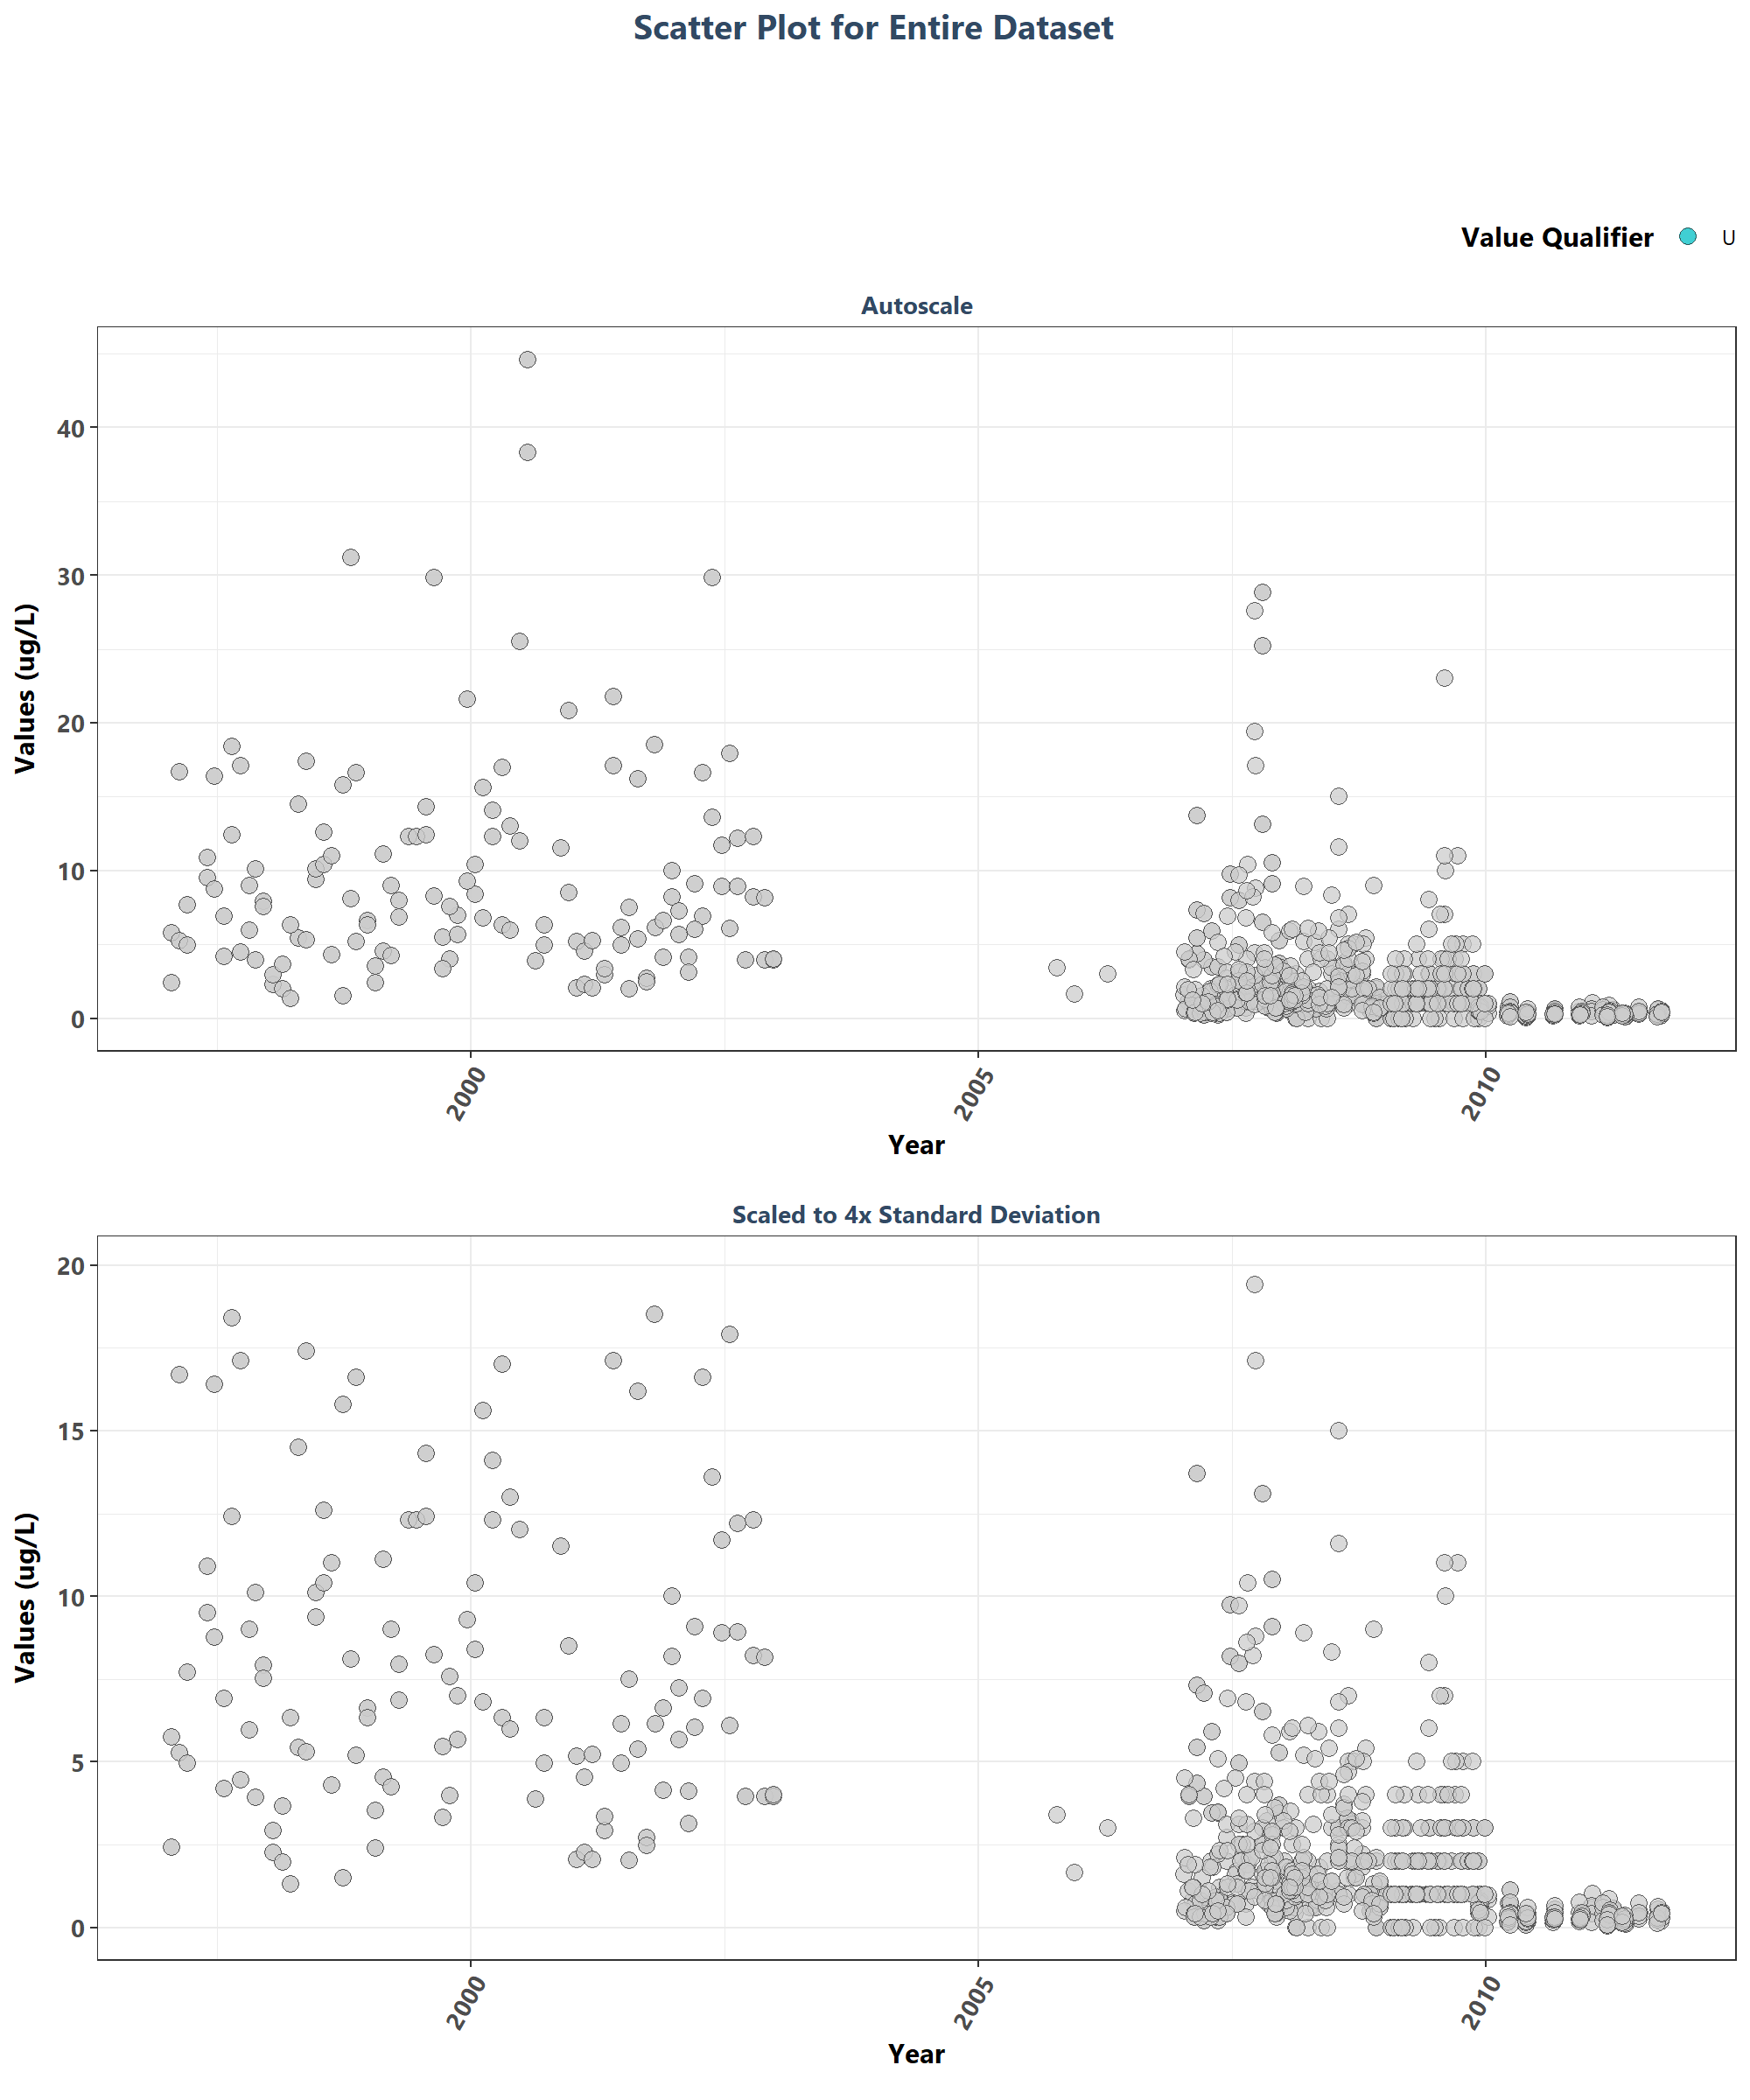 Scatter Plot for Entire Dataset
Value Qualifier U
Autoscale
Values (ug/L)
40
30
20
10
0
2000 2005 2010
Year
Scaled to 4x Standard Deviation
Values (ug/L)
20
15
10
5
0
2000 2005 2010
Year